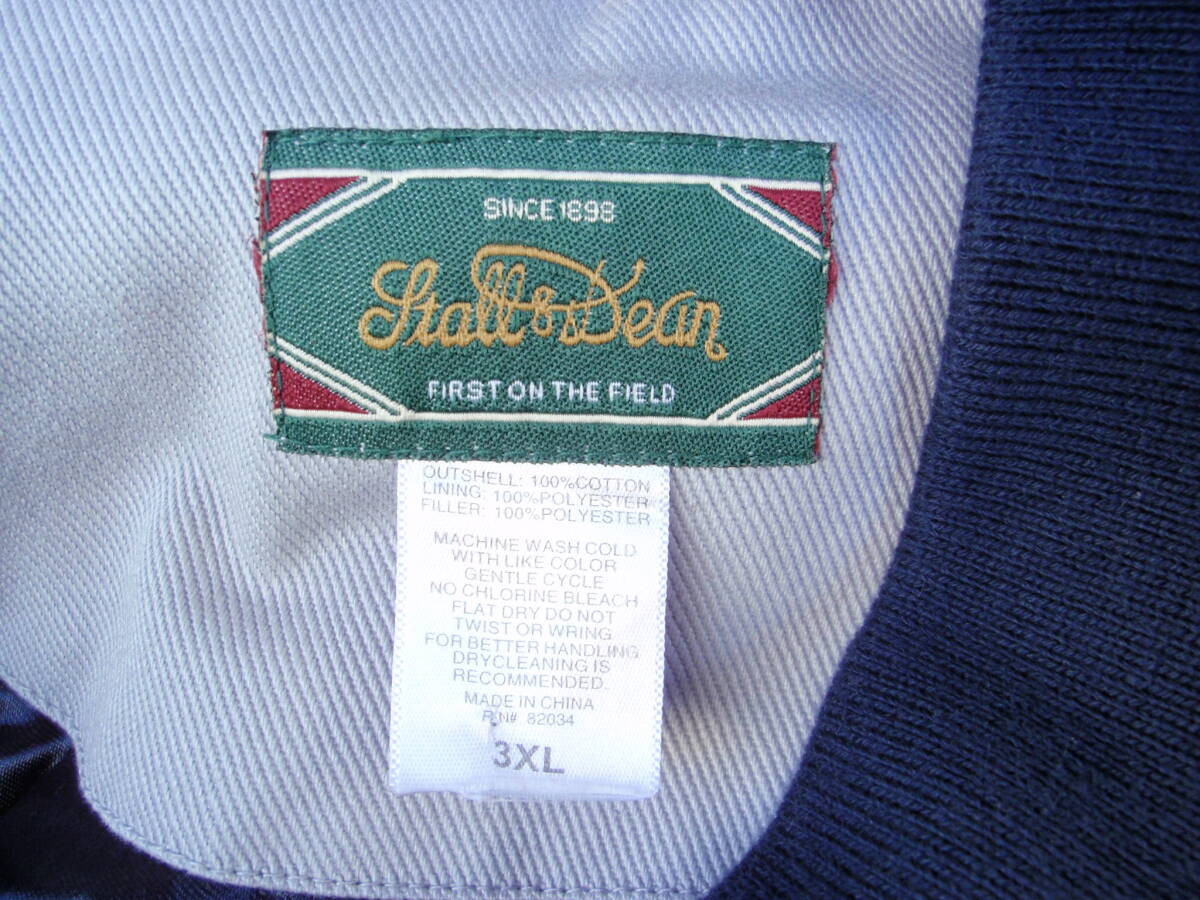 SINCE 1898
Stall & Dean
FIRST ON THE FIELD
OUTSHELL: 100%COTTON
LINING: 100%POLYESTER
FILLER: 100%POLYESTER
MACHINE WASH COLD
WITH LIKE COLOR
GENTLE CYCLE
NO CHLORINE BLEACH
FLAT DRY DO NOT
TWIST OR WRING
FOR BETTER HANDLING
DRYCLEANING IS
RECOMMENDED.
MADE IN CHINA
RN# 82034
3XL